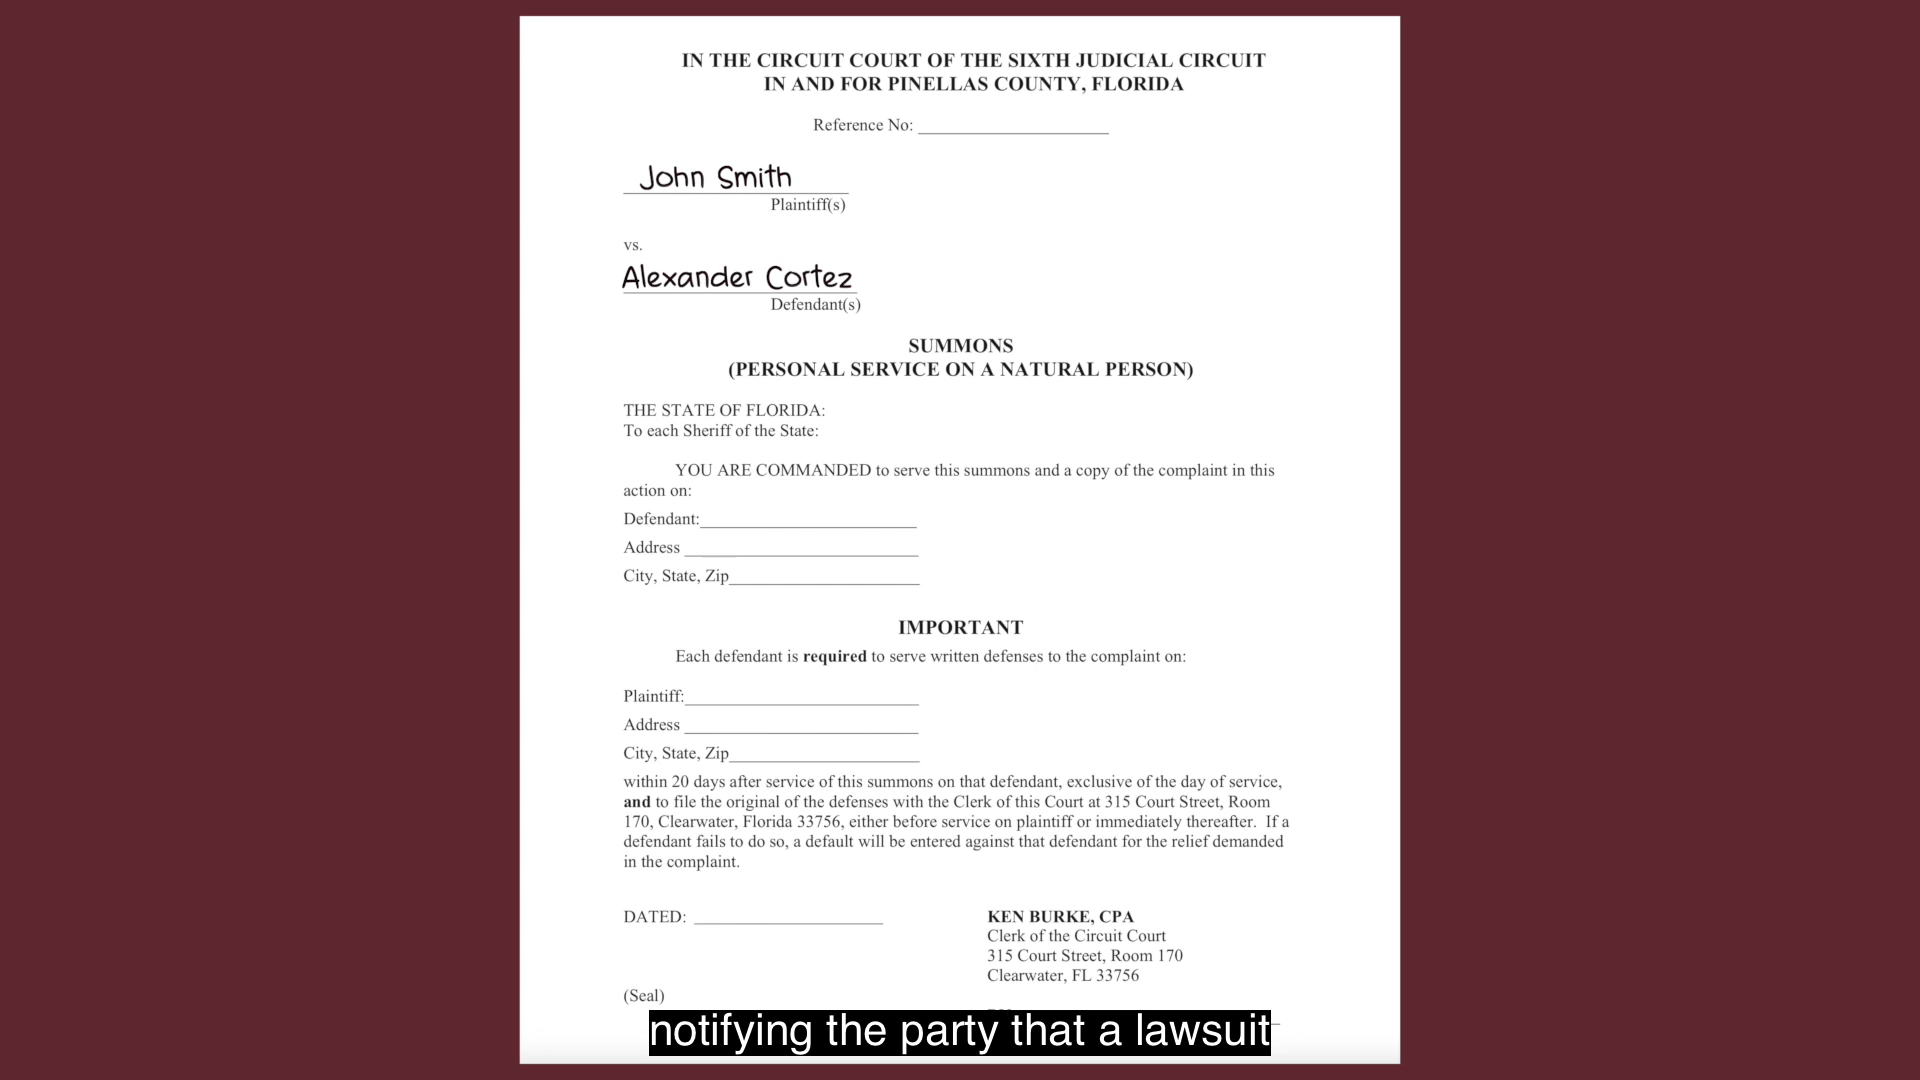 IN THE CIRCUIT COURT OF THE SIXTH JUDICIAL CIRCUIT
IN AND FOR PINELLAS COUNTY, FLORIDA
Reference No: ____________________
John Smith
Plaintiff(s)
vs.
Alexander Cortez
Defendant(s)
SUMMONS
(PERSONAL SERVICE ON A NATURAL PERSON)
THE STATE OF FLORIDA:
To each Sheriff of the State:
YOU ARE COMMANDED to serve this summons and a copy of the complaint in this
action on:
Defendant:____________________
Address ____________________
City, State, Zip____________________
IMPORTANT
Each defendant is required to serve written defenses to the complaint on:
Plaintiff:____________________
Address ____________________
City, State, Zip____________________
within 20 days after service of this summons on that defendant, exclusive of the day of service,
and to file the original of the defenses with the Clerk of this Court at 315 Court Street, Room
170, Clearwater, Florida 33756, either before service on plaintiff or immediately thereafter.  If a
defendant fails to do so, a default will be entered against that defendant for the relief demanded
in the complaint.
DATED: ____________________
KEN BURKE, CPA
Clerk of the Circuit Court
315 Court Street, Room 170
Clearwater, FL 33756
(Seal)
notifying the party that a lawsuit